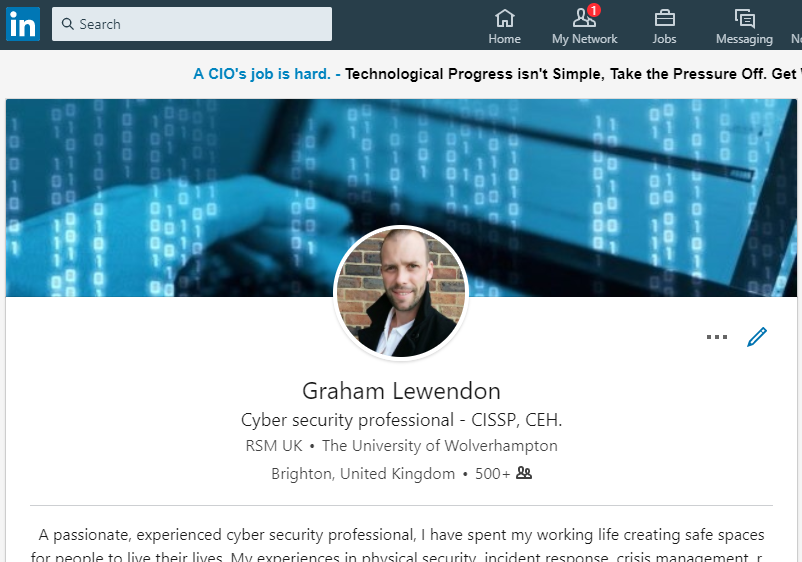 in
Search
1
Home
My Network
Jobs
Messaging
A CIO's job is hard. - Technological Progress isn't Simple, Take the Pressure Off. Get
Graham Lewendon
Cyber security professional - CISSP, CEH.
RSM UK • The University of Wolverhampton
Brighton, United Kingdom • 500+
A passionate, experienced cyber security professional, I have spent my working life creating safe spaces
for people to live their lives. My experiences in physical security, incident response, crisis management, r